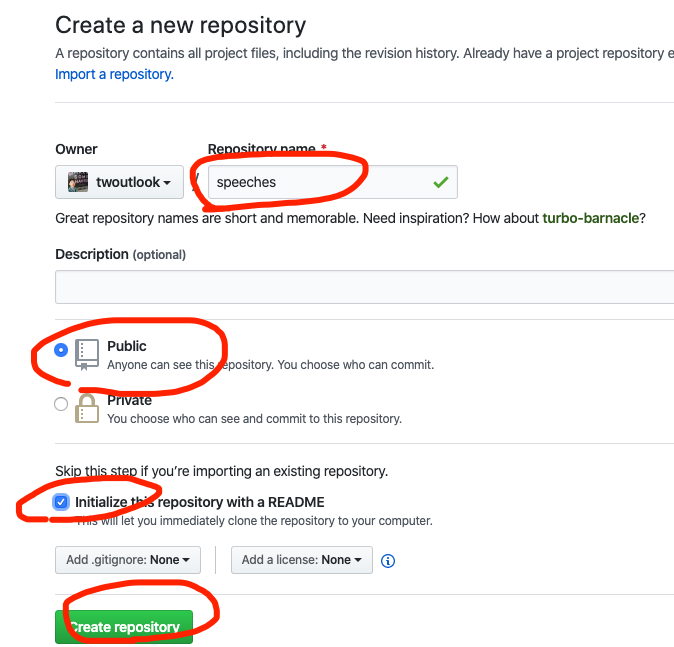 Create a new repository
A repository contains all project files, including the revision history. Already have a project repository e
Import a repository.
Owner
Repository name *
twoutlook
/
speeches
Great repository names are short and memorable. Need inspiration? How about turbo-barnacle?
Description (optional)
Public
Anyone can see this repository. You choose who can commit.
Private
You choose who can see and commit to this repository.
Skip this step if you’re importing an existing repository.
Initialize this repository with a README
This will let you immediately clone the repository to your computer.
Add .gitignore: None
Add a license: None
Create repository